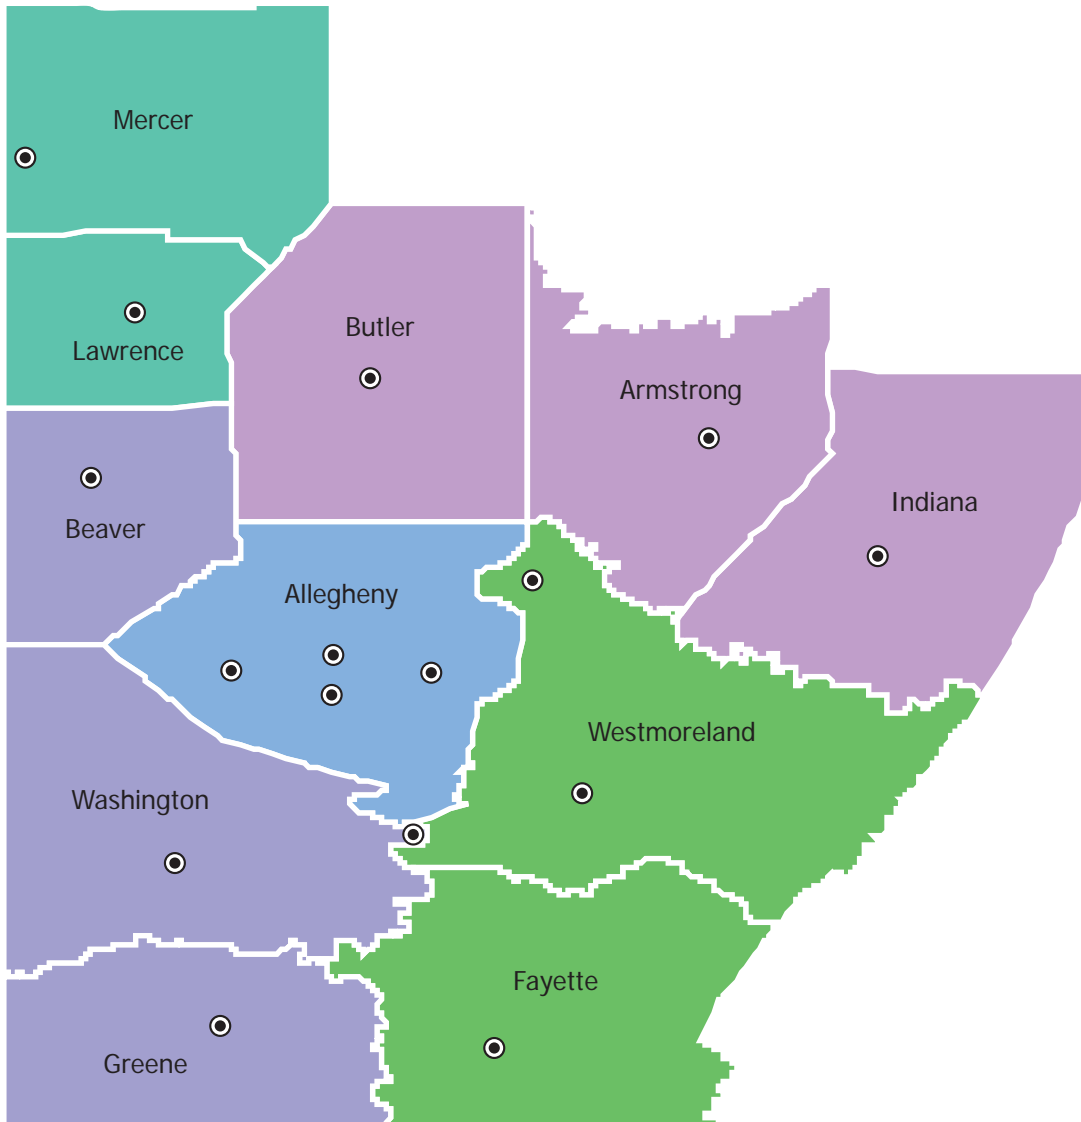 Mercer
Butler
Lawrence
Armstrong
Indiana
Beaver
Allegheny
Westmoreland
Washington
Fayette
Greene